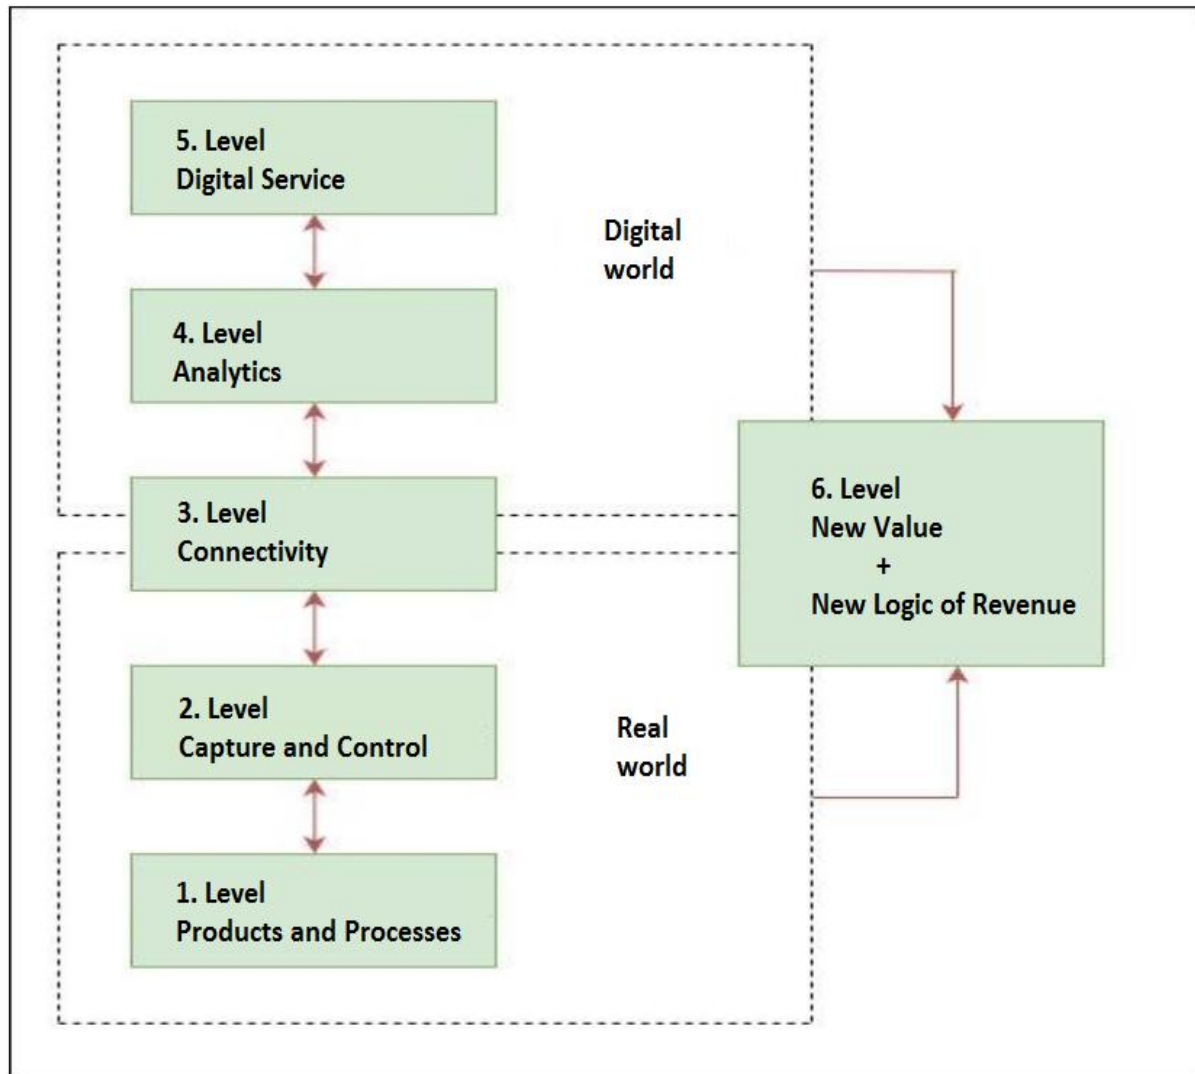 5. Level
Digital Service
Digital
world
4. Level
Analytics
3. Level
Connectivity
6. Level
New Value
+
New Logic of Revenue
2. Level
Capture and Control
Real
world
1. Level
Products and Processes